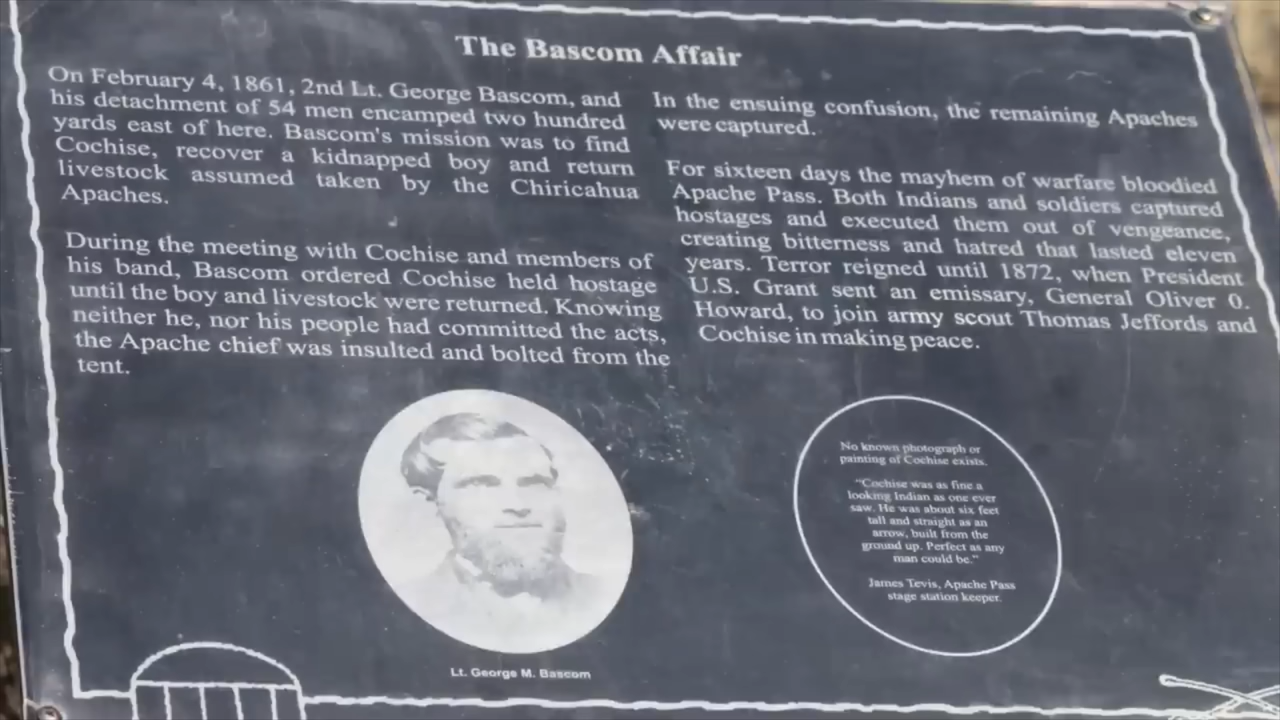 The Bascom Affair
On February 4, 1861, 2nd Lt. George Bascom, and
his detachment of 54 men encamped two hundred
yards east of here. Bascom's mission was to find
Cochise, recover a kidnapped boy and return
livestock assumed taken by the Chiricahua
Apaches.
During the meeting with Cochise and members of
his band, Bascom ordered Cochise held hostage
until the boy and livestock were returned. Knowing
neither he, nor his people had committed the acts,
the Apache chief was insulted and bolted from the
tent.
In the ensuing confusion, the remaining Apaches
were captured.
For sixteen days the mayhem of warfare bloodied
Apache Pass. Both Indians and soldiers captured
hostages and executed them out of vengeance,
creating bitterness and hatred that lasted eleven
years. Terror reigned until 1872, when President
U.S. Grant sent an emissary, General Oliver O.
Howard, to join army scout Thomas Jeffords and
Cochise in making peace.
Lt. George M. Bascom
No known photograph or
painting of Cochise exists.
"Cochise was as fine a
looking Indian as one ever
saw. He was about six feet
tall and straight as an
arrow, built from the
ground up. Perfect as any
man could be."
James Tevis, Apache Pass
stage station keeper.